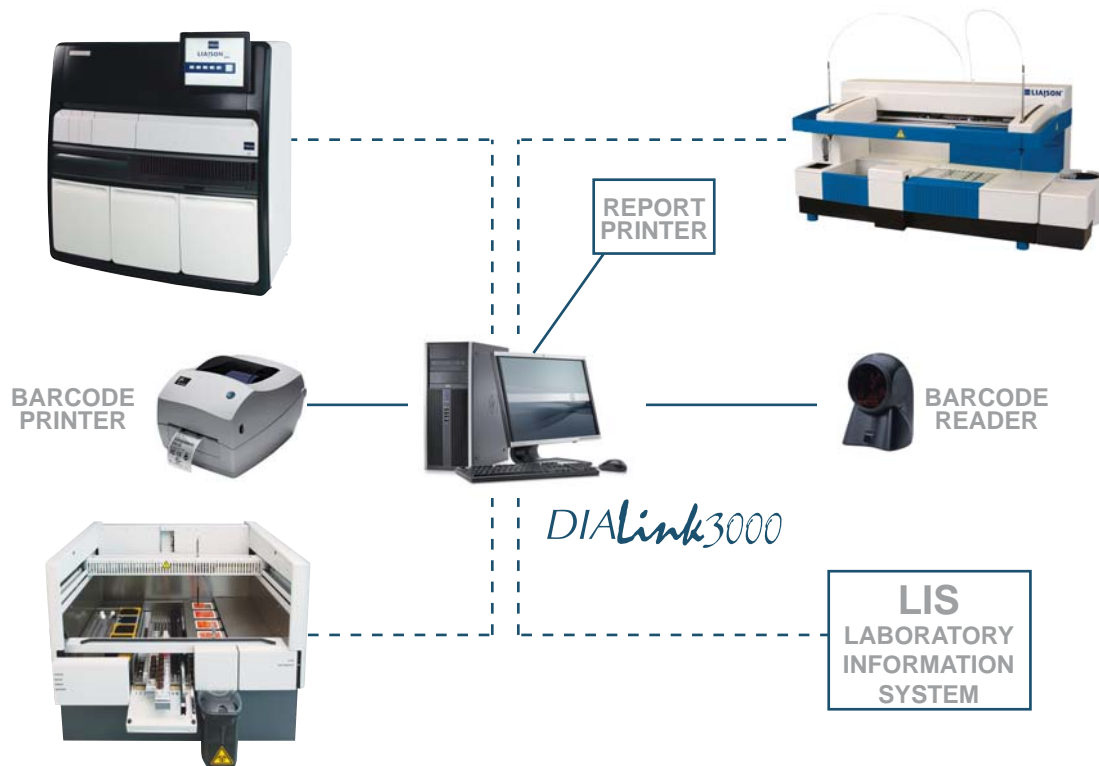 LIAISON
LIAISON®
REPORT
PRINTER
BARCODE
PRINTER
BARCODE
READER
DIALink3000
LIS
LABORATORY
INFORMATION
SYSTEM